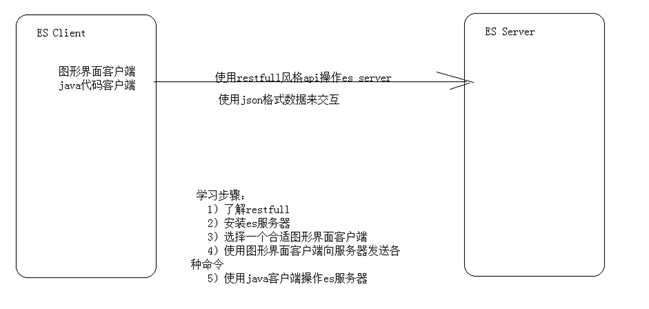 ES Client
ES Server
图形界面客户端
java代码客户端
使用restfull风格api操作es server
使用json格式数据来交互
学习步骤：
1）了解restfull
2）安装es服务器
3）选择一个合适图形界面客户端
4）使用图形界面客户端向服务器发送各
种命令
5）使用java客户端操作es服务器